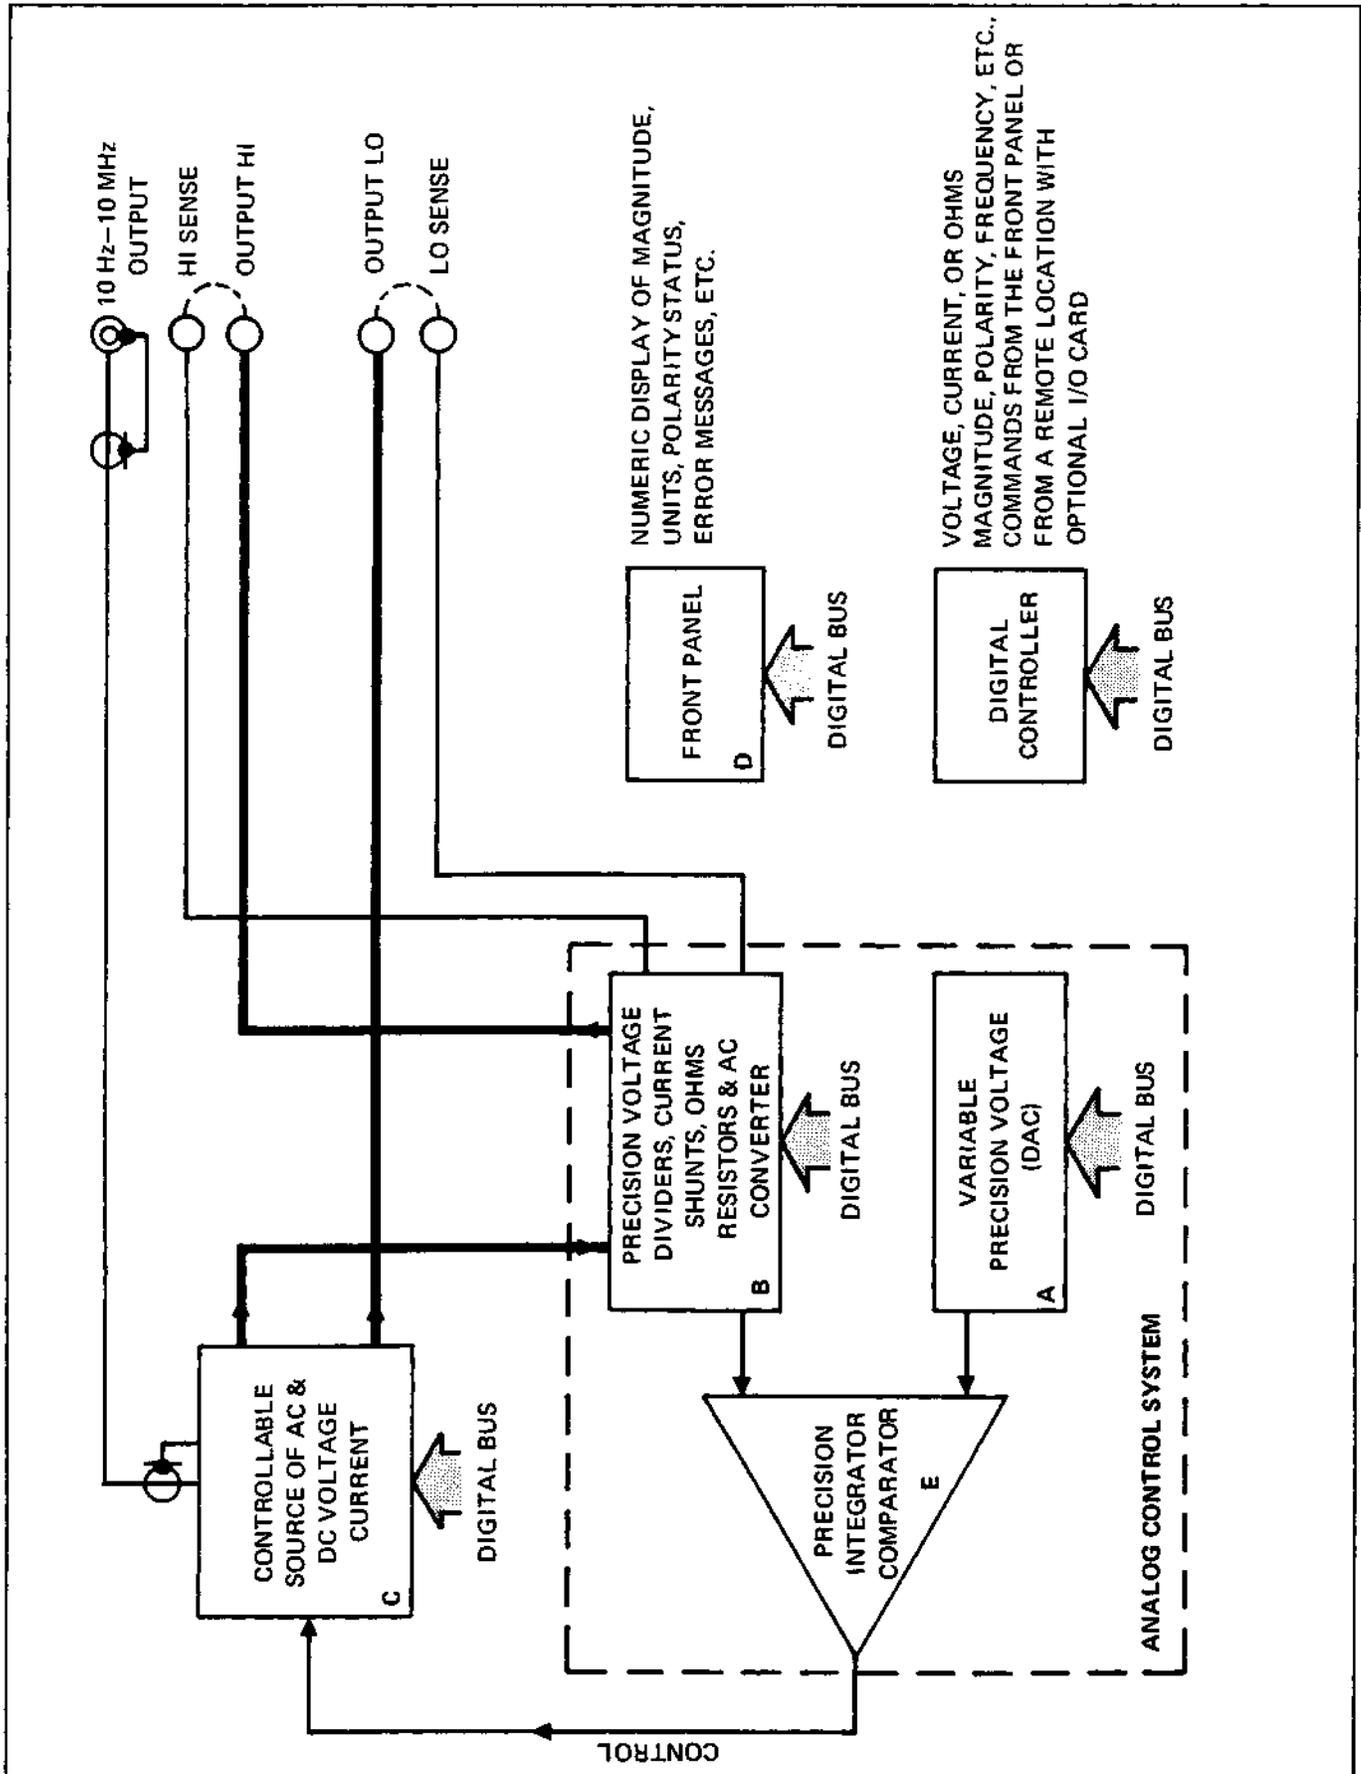 10 Hz–10 MHz
OUTPUT
HI SENSE
OUTPUT HI
OUTPUT LO
LO SENSE
CONTROLLABLE
SOURCE OF AC &
DC VOLTAGE
CURRENT
C
DIGITAL BUS
CONTROL
PRECISION VOLTAGE
DIVIDERS, CURRENT
SHUNTS, OHMS
RESISTORS & AC
CONVERTER
B
DIGITAL BUS
NUMERIC DISPLAY OF MAGNITUDE,
UNITS, POLARITY STATUS,
ERROR MESSAGES, ETC.
FRONT PANEL
D
DIGITAL BUS
PRECISION
INTEGRATOR
COMPARATOR
E
VARIABLE
PRECISION VOLTAGE
(DAC)
A
DIGITAL BUS
VOLTAGE, CURRENT, OR OHMS
MAGNITUDE, POLARITY, FREQUENCY, ETC.,
COMMANDS FROM THE FRONT PANEL OR
FROM A REMOTE LOCATION WITH
OPTIONAL I/O CARD
DIGITAL
CONTROLLER
DIGITAL BUS
ANALOG CONTROL SYSTEM